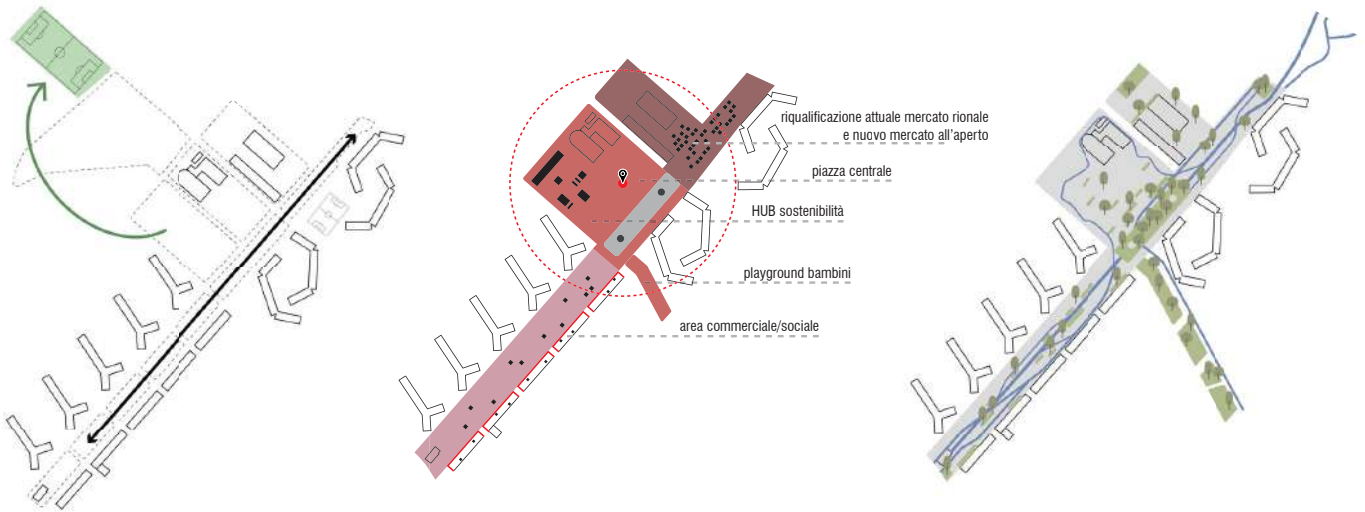 riqualificazione attuale mercato rionale
e nuovo mercato all'aperto
piazza centrale
HUB sostenibilità
playground bambini
area commerciale/sociale